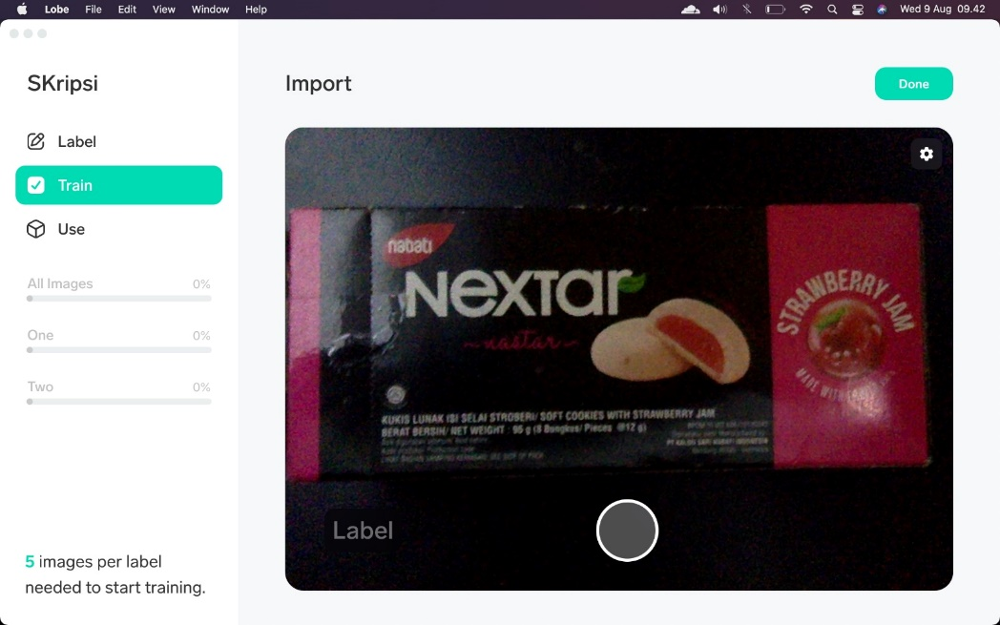 Lobe File Edit View Window Help Wed 9 Aug 09.42
SKripsi
Label
Train
Use
All Images 0%
One 0%
Two 0%
5 images per label
needed to start training.
Import
Done
nabati
NEXTAR
nastar
STRAWBERRY JAM
MADE WITH
KUKIS LUNAK ISI SELAI STROBERI/ SOFT COOKIES WITH STRAWBERRY JAM
BERAT BERSIH/ NET WEIGHT : 95 g (8 Bungkus/ Pieces @12 g)
Label